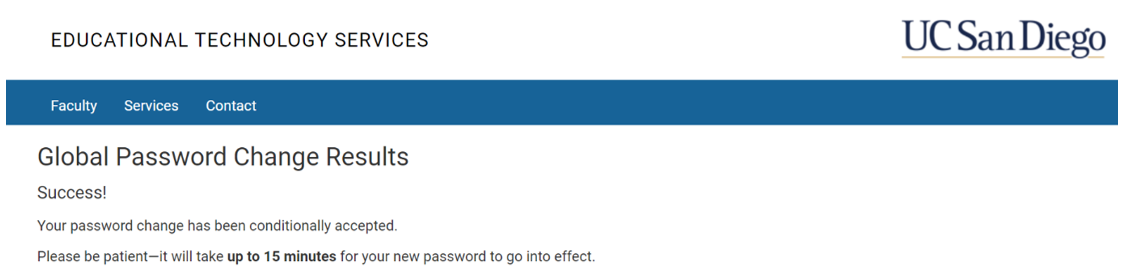 EDUCATIONAL TECHNOLOGY SERVICES
UC San Diego
Faculty Services Contact
Global Password Change Results
Success!
Your password change has been conditionally accepted.
Please be patient—it will take up to 15 minutes for your new password to go into effect.